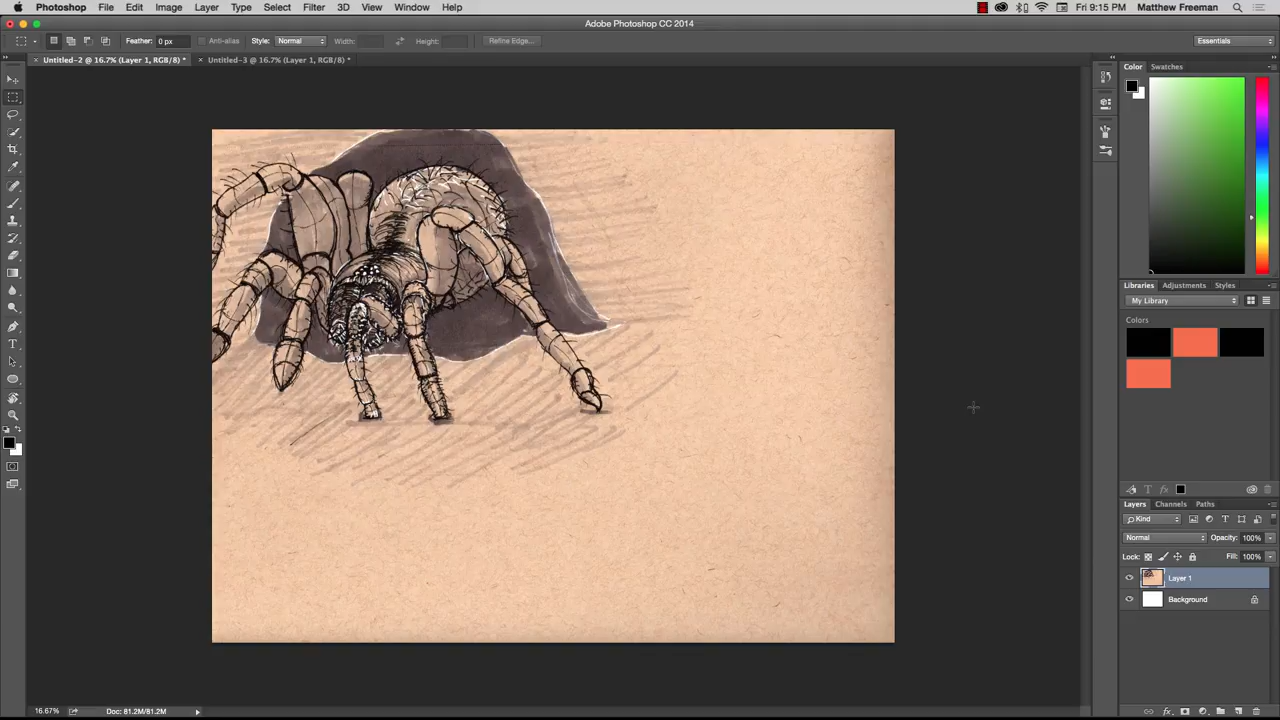 Photoshop File Edit Image Layer Type Select Filter 3D View Window Help Fri 9:15 PM Matthew Freeman
Adobe Photoshop CC 2014
Feather: 0 px Anti-alias Style: Normal Width: Height: Refine Edge... Essentials
Untitled-2 @ 16.7% (Layer 1, RGB/8) * Untitled-3 @ 16.7% (Layer 1, RGB/8) *
Color Swatches
Libraries Adjustments Styles
My Library
Colors
Layers Channels Paths
Kind
Normal Opacity: 100%
Lock: Fill: 100%
Layer 1
Background
16.67% Doc: 81.2M/81.2M